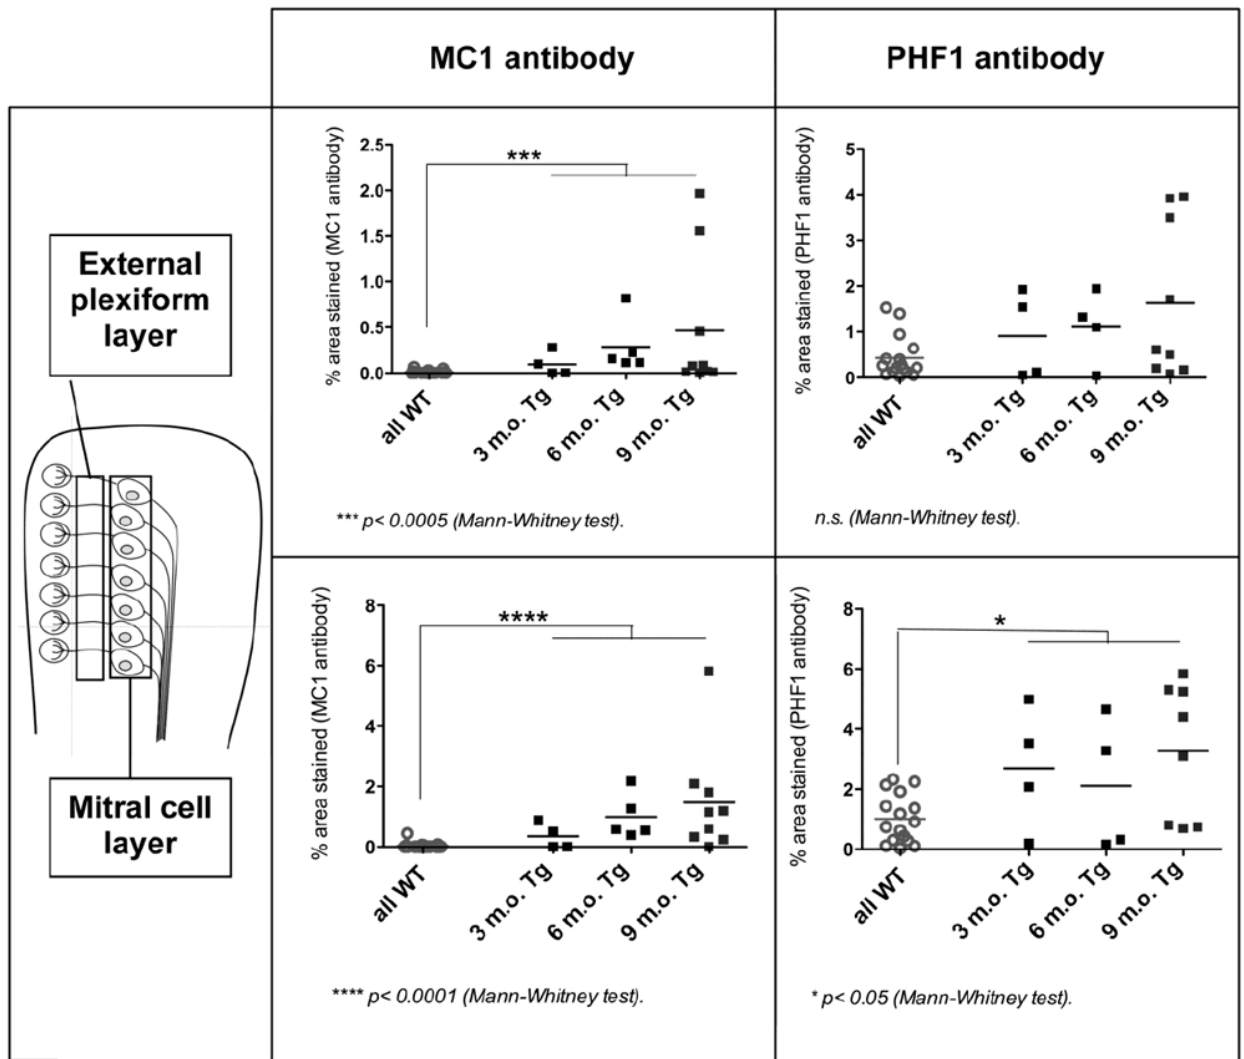 MC1 antibody
PHF1 antibody
External
plexiform
layer
Mitral cell
layer
% area stained (MC1 antibody)
2.5
2.0
1.5
1.0
0.5
0.0
***
all WT
3 m.o. Tg
6 m.o. Tg
9 m.o. Tg
*** p< 0.0005 (Mann-Whitney test).
% area stained (PHF1 antibody)
5
4
3
2
1
0
all WT
3 m.o. Tg
6 m.o. Tg
9 m.o. Tg
n.s. (Mann-Whitney test).
% area stained (MC1 antibody)
8
6
4
2
0
****
all WT
3 m.o. Tg
6 m.o. Tg
9 m.o. Tg
**** p< 0.0001 (Mann-Whitney test).
% area stained (PHF1 antibody)
8
6
4
2
0
*
all WT
3 m.o. Tg
6 m.o. Tg
9 m.o. Tg
* p< 0.05 (Mann-Whitney test).